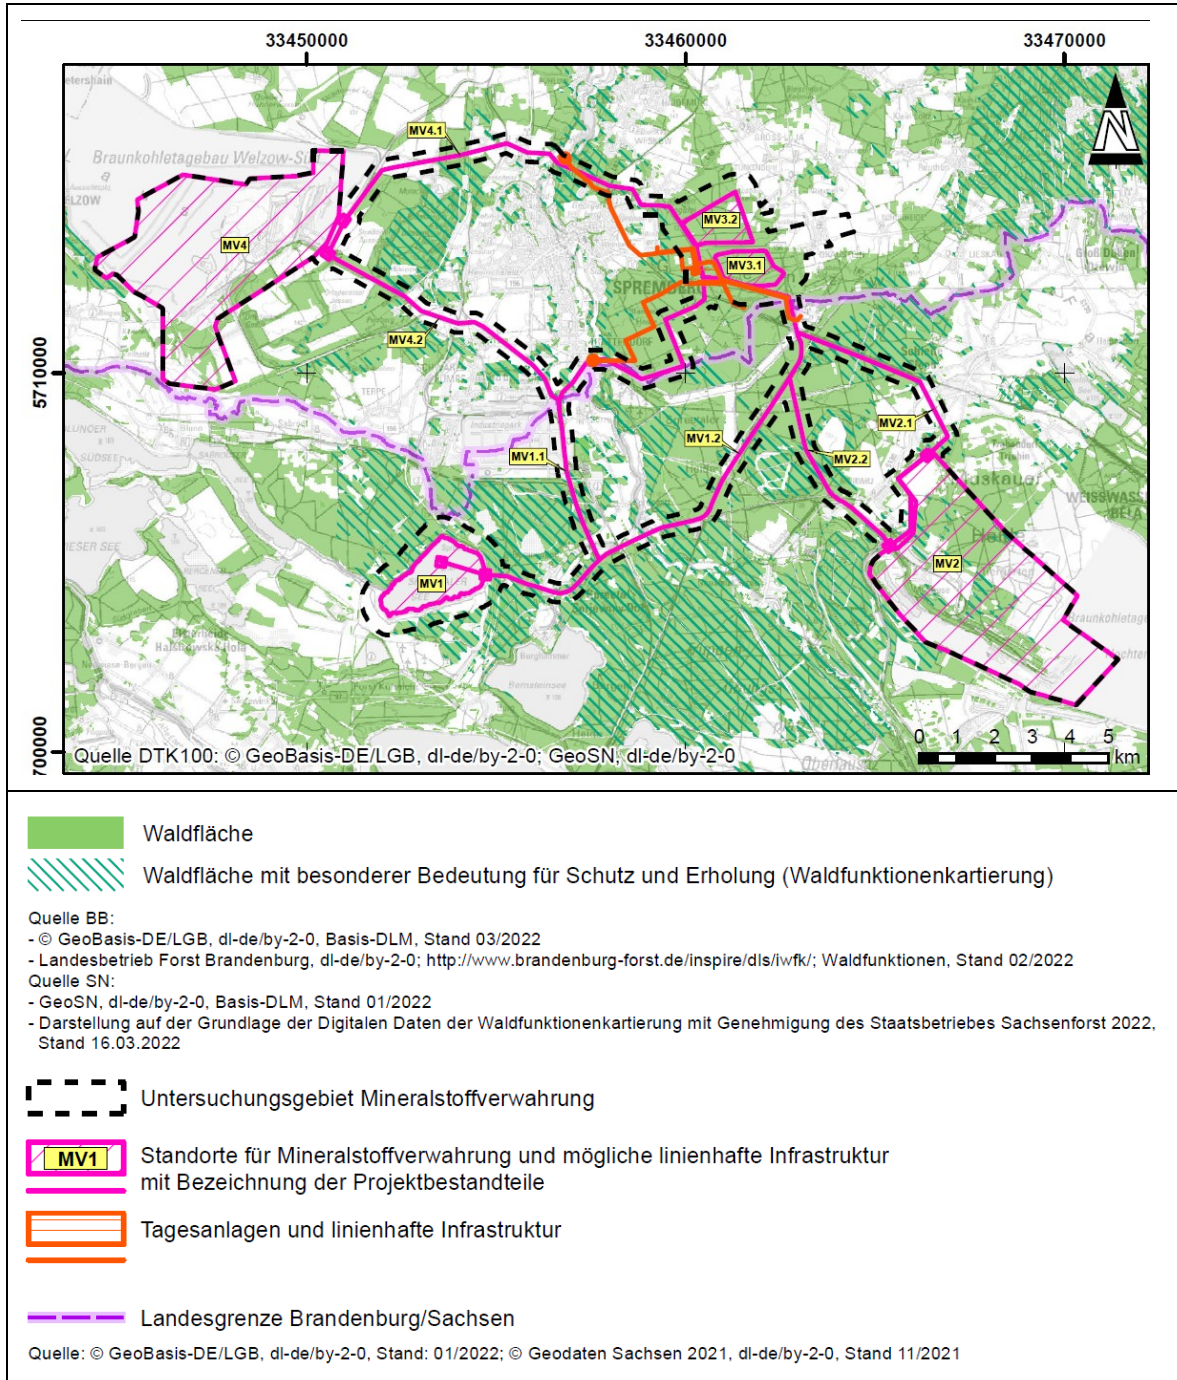 33450000 33460000 33470000
Braunkohletagebau Welzow-Süd
MV4.1
MV3.2
MV4
MV3.1
SPREMBERG
MV4.2
5710000
TERPE
Industriepark
MV2.1
MV1.2
MV1.1
MV2.2
WEISSWASSER
MV2
MV1
Braunkohletageba
Bernsteinsee
700000
0 1 2 3 4 5
km
Quelle DTK100: © GeoBasis-DE/LGB, dl-de/by-2-0; GeoSN, dl-de/by-2-0
N
Waldfläche
Waldfläche mit besonderer Bedeutung für Schutz und Erholung (Waldfunktionenkartierung)
Quelle BB:
- © GeoBasis-DE/LGB, dl-de/by-2-0, Basis-DLM, Stand 03/2022
- Landesbetrieb Forst Brandenburg, dl-de/by-2-0; http://www.brandenburg-forst.de/inspire/dls/iwfk/; Waldfunktionen, Stand 02/2022
Quelle SN:
- GeoSN, dl-de/by-2-0, Basis-DLM, Stand 01/2022
- Darstellung auf der Grundlage der Digitalen Daten der Waldfunktionenkartierung mit Genehmigung des Staatsbetriebes Sachsenforst 2022,
Stand 16.03.2022
Untersuchungsgebiet Mineralstoffverwahrung
MV1
Standorte für Mineralstoffverwahrung und mögliche linienhafte Infrastruktur
mit Bezeichnung der Projektbestandteile
Tagesanlagen und linienhafte Infrastruktur
Landesgrenze Brandenburg/Sachsen
Quelle: © GeoBasis-DE/LGB, dl-de/by-2-0, Stand: 01/2022; © Geodaten Sachsen 2021, dl-de/by-2-0, Stand 11/2021